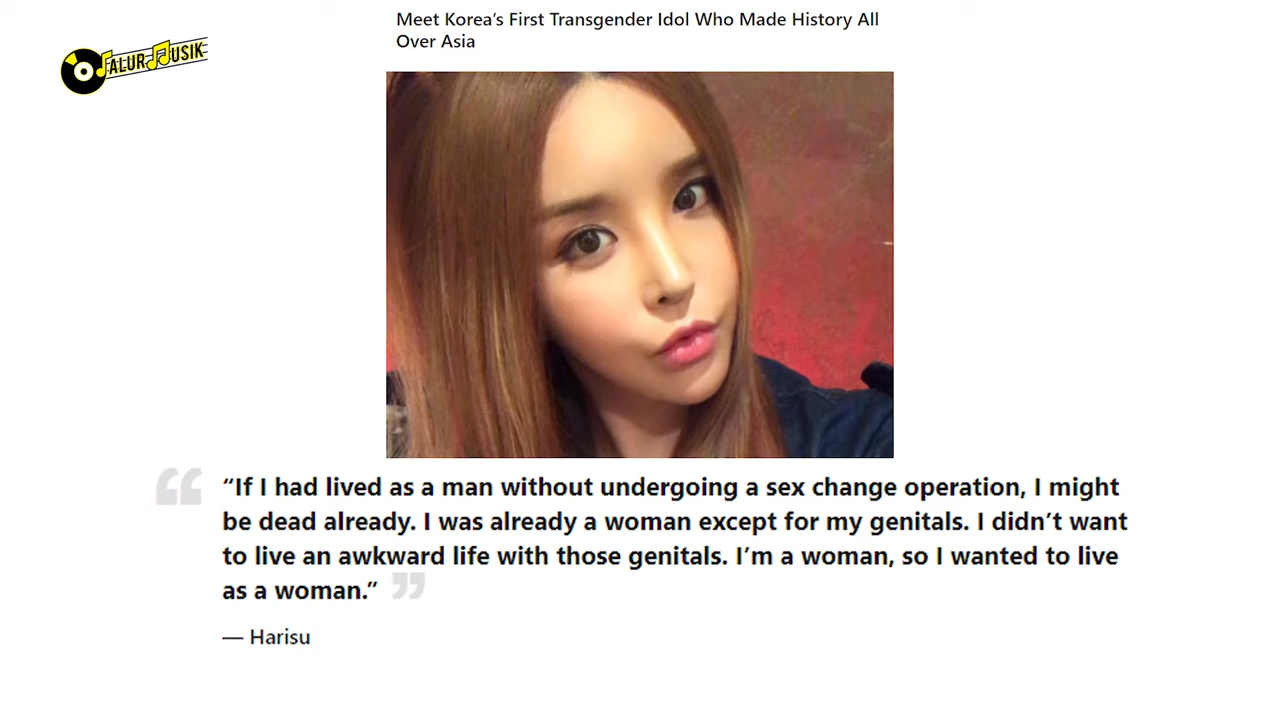 ALUR MUSIK
Meet Korea’s First Transgender Idol Who Made History All
Over Asia
“If I had lived as a man without undergoing a sex change operation, I might
be dead already. I was already a woman except for my genitals. I didn’t want
to live an awkward life with those genitals. I’m a woman, so I wanted to live
as a woman.”
— Harisu